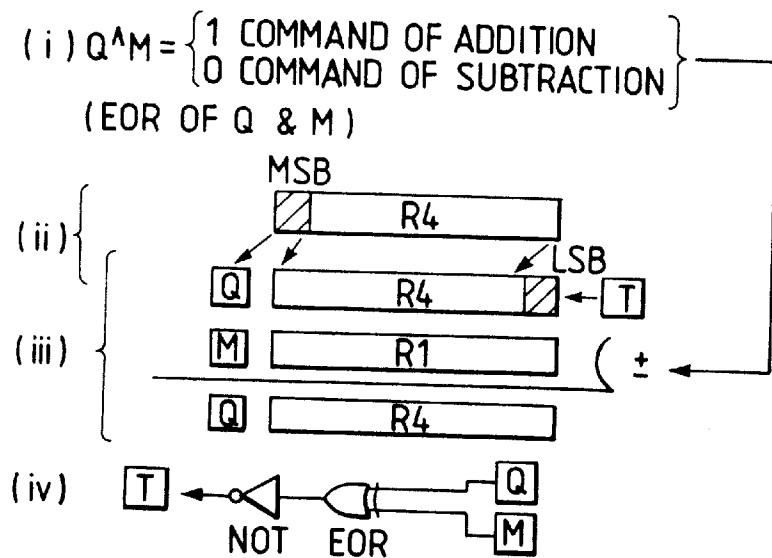 (i) Q^M = { 1 COMMAND OF ADDITION
0 COMMAND OF SUBTRACTION }
(EOR OF Q & M)
MSB
(ii) R4
LSB
Q R4 T
(iii) M R1 ±
Q R4
(iv) T Q
NOT EOR M